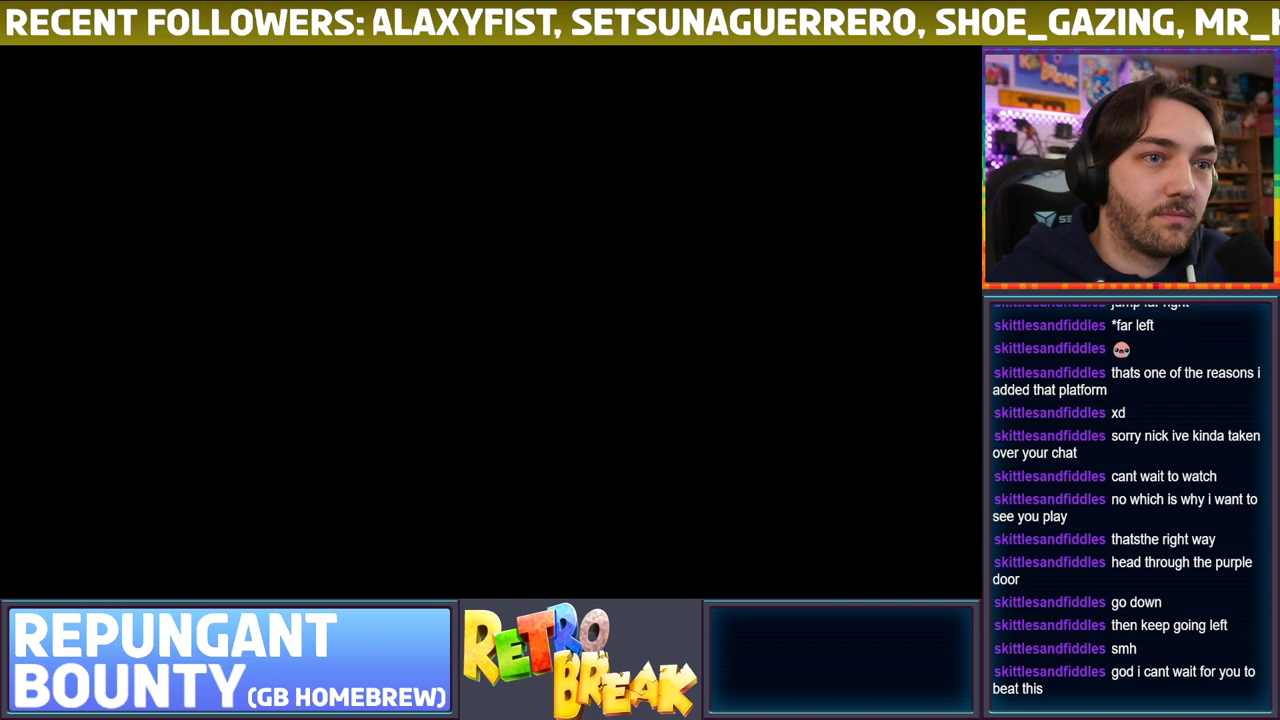 RECENT FOLLOWERS: ALAXYFIST, SETSUNAGUERRERO, SHOE_GAZING, MR_
skittlesandfiddles jump far right
skittlesandfiddles *far left
skittlesandfiddles
skittlesandfiddles thats one of the reasons i
added that platform
skittlesandfiddles xd
skittlesandfiddles sorry nick ive kinda taken
over your chat
skittlesandfiddles cant wait to watch
skittlesandfiddles no which is why i want to
see you play
skittlesandfiddles thatsthe right way
skittlesandfiddles head through the purple
door
skittlesandfiddles go down
skittlesandfiddles then keep going left
skittlesandfiddles smh
skittlesandfiddles god i cant wait for you to
beat this
REPUNGANT
BOUNTY (GB HOMEBREW)
RETRO
BREAK